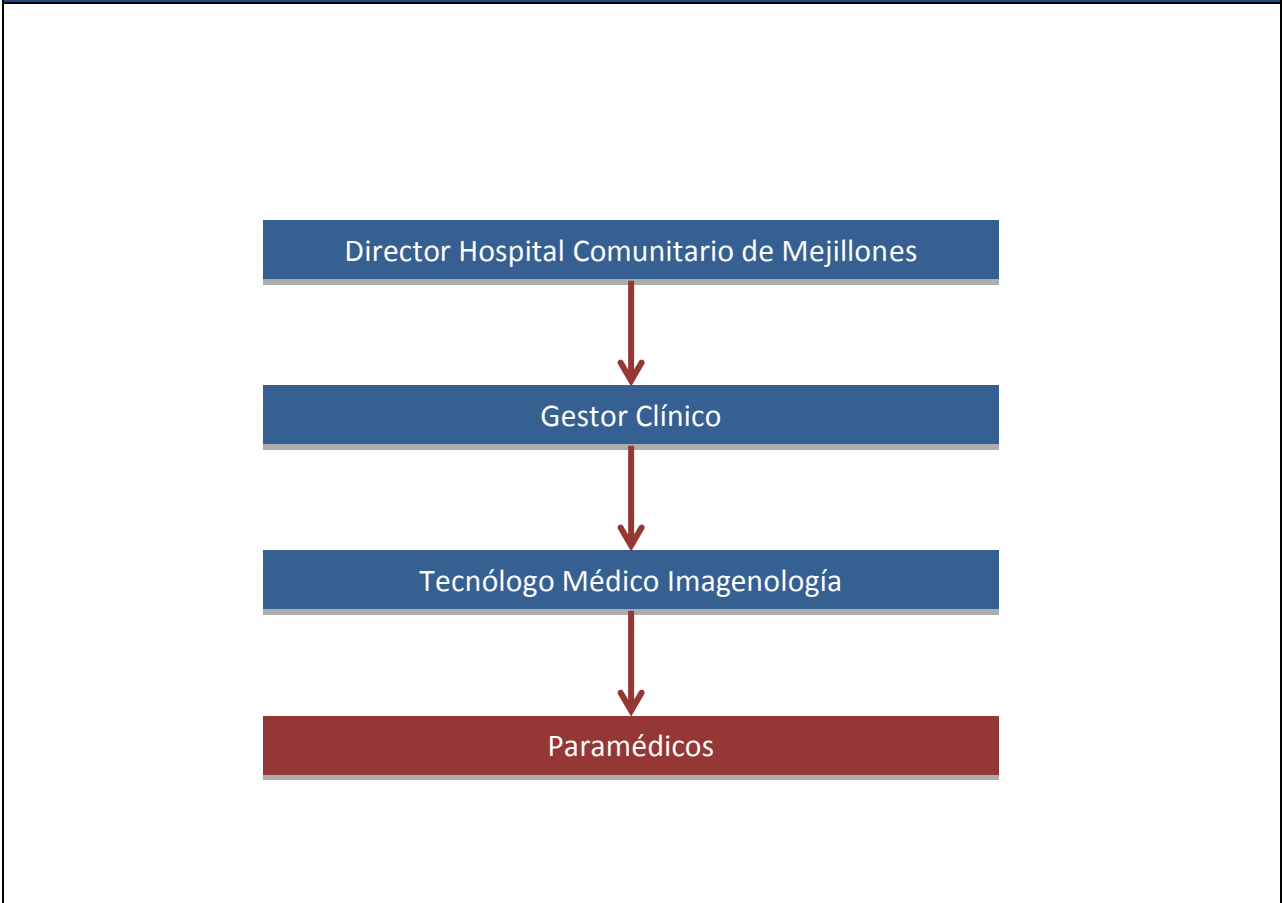 Director Hospital Comunitario de Mejillones
Gestor Clínico
Tecnólogo Médico Imagenología
Paramédicos